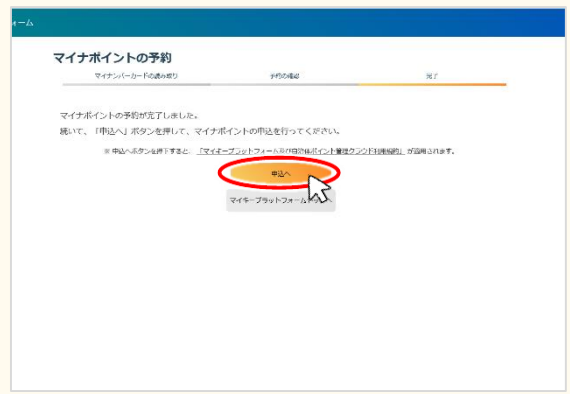 ォーム
マイナポイントの予約
マイナンバーカードの読み取り 予約の確認 完了
マイナポイントの予約が完了しました。
続いて、「申込へ」ボタンを押して、マイナポイントの申込を行ってください。
※ 申込へボタンを押下すると、「マイキープラットフォーム及び自治体ポイント管理クラウド利用規約」が適用されます。
申込へ
マイキープラットフォーム